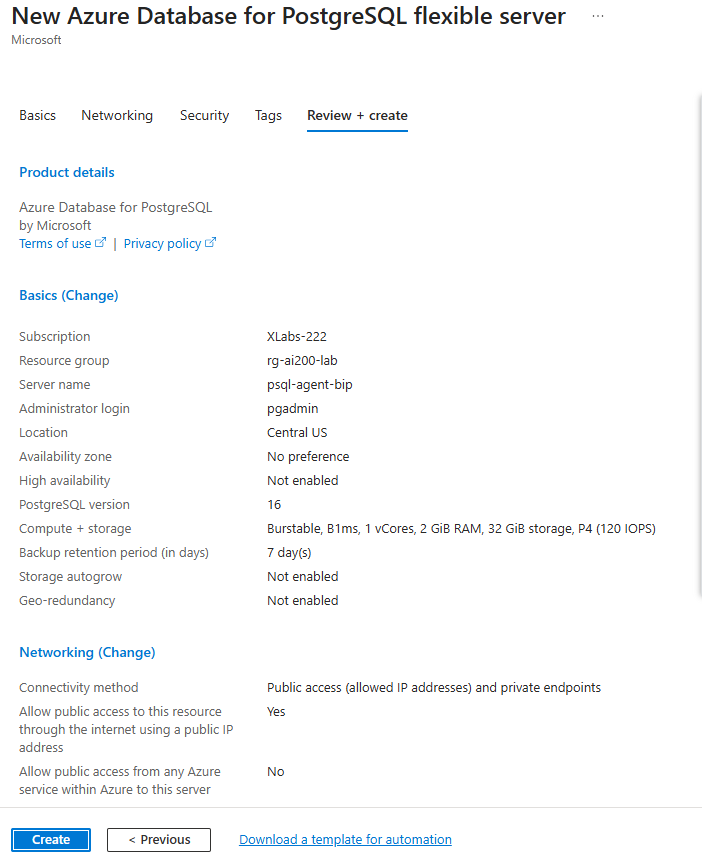 New Azure Database for PostgreSQL flexible server ...
Microsoft
Basics Networking Security Tags Review + create
Product details
Azure Database for PostgreSQL
by Microsoft
Terms of use | Privacy policy
Basics (Change)
Subscription XLabs-222
Resource group rg-ai200-lab
Server name psql-agent-bip
Administrator login pgadmin
Location Central US
Availability zone No preference
High availability Not enabled
PostgreSQL version 16
Compute + storage Burstable, B1ms, 1 vCores, 2 GiB RAM, 32 GiB storage, P4 (120 IOPS)
Backup retention period (in days) 7 day(s)
Storage autogrow Not enabled
Geo-redundancy Not enabled
Networking (Change)
Connectivity method Public access (allowed IP addresses) and private endpoints
Allow public access to this resource Yes
through the internet using a public IP
address
Allow public access from any Azure No
service within Azure to this server
Create < Previous Download a template for automation